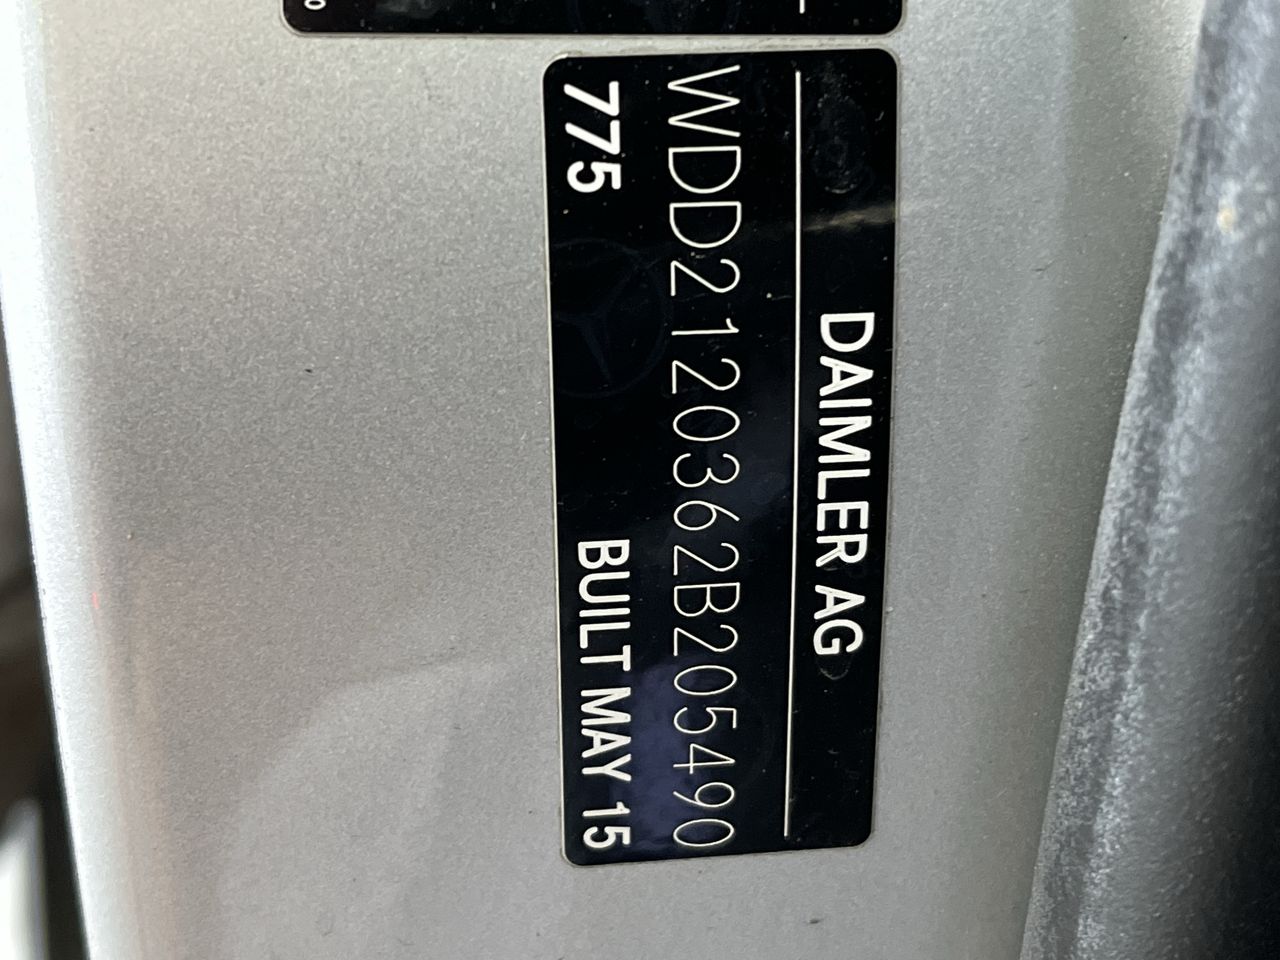 DAIMLER AG
WDD2120362B205490
775 BUILT MAY 15